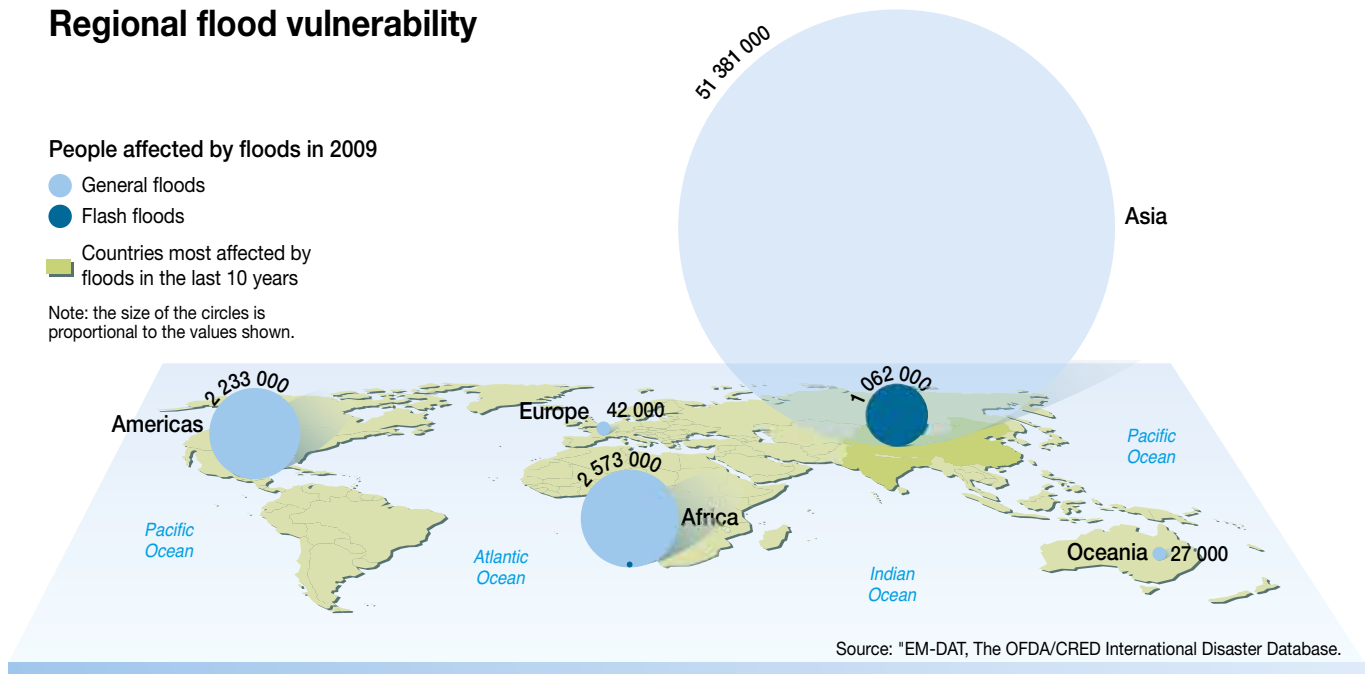 Regional flood vulnerability
51 381 000
People affected by floods in 2009
General floods
Flash floods
Asia
Countries most affected by
floods in the last 10 years
Note: the size of the circles is
proportional to the values shown.
2 233 000
1 062 000
Americas
Europe
42 000
Pacific
Ocean
2 573 000
Africa
Pacific
Ocean
Atlantic
Ocean
Oceania
27 000
Indian
Ocean
Source: "EM-DAT, The OFDA/CRED International Disaster Database.